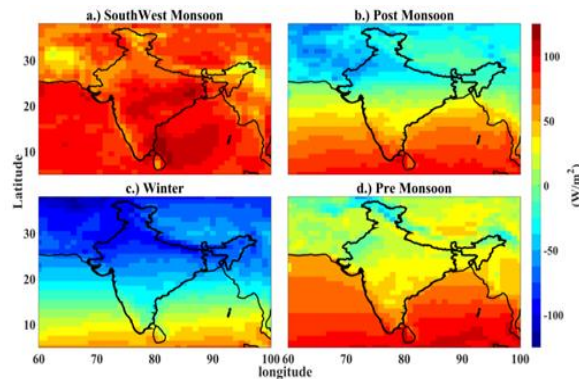 a.) SouthWest Monsoon
b.) Post Monsoon
30
20
10
Latitude
100
50
0
-50
-100
(W/m²)
c.) Winter
d.) Pre Monsoon
30
20
10
60 70 80 90 100 60 70 80 90 100
longitude